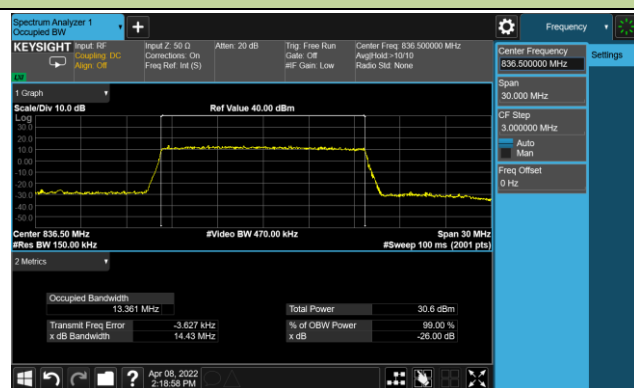 Spectrum Analyzer 1
Occupied BW
Frequency
KEYSIGHT
Input: RF
Coupling: DC
Align: Off
Input Z: 50 Ω
Corrections: On
Freq Ref: Int (S)
Atten: 20 dB
Trig: Free Run
Gate: Off
#IF Gain: Low
Center Freq: 836.500000 MHz
Avg|Hold:>10/10
Radio Std: None
Center Frequency
836.500000 MHz
Settings
Span
30.000 MHz
CF Step
3.000000 MHz
Auto
Man
Freq Offset
0 Hz
1 Graph
Scale/Div 10.0 dB
Ref Value 40.00 dBm
Log
30.0
20.0
10.0
0.00
-10.0
-20.0
-30.0
-40.0
-50.0
Center 836.50 MHz
#Video BW 470.00 kHz
Span 30 MHz
#Res BW 150.00 kHz
#Sweep 100 ms (2001 pts)
2 Metrics
Occupied Bandwidth
13.361 MHz
Total Power
30.6 dBm
Transmit Freq Error
-3.627 kHz
% of OBW Power
99.00 %
x dB Bandwidth
14.43 MHz
x dB
-26.00 dB
?
Apr 08, 2022
2:18:58 PM